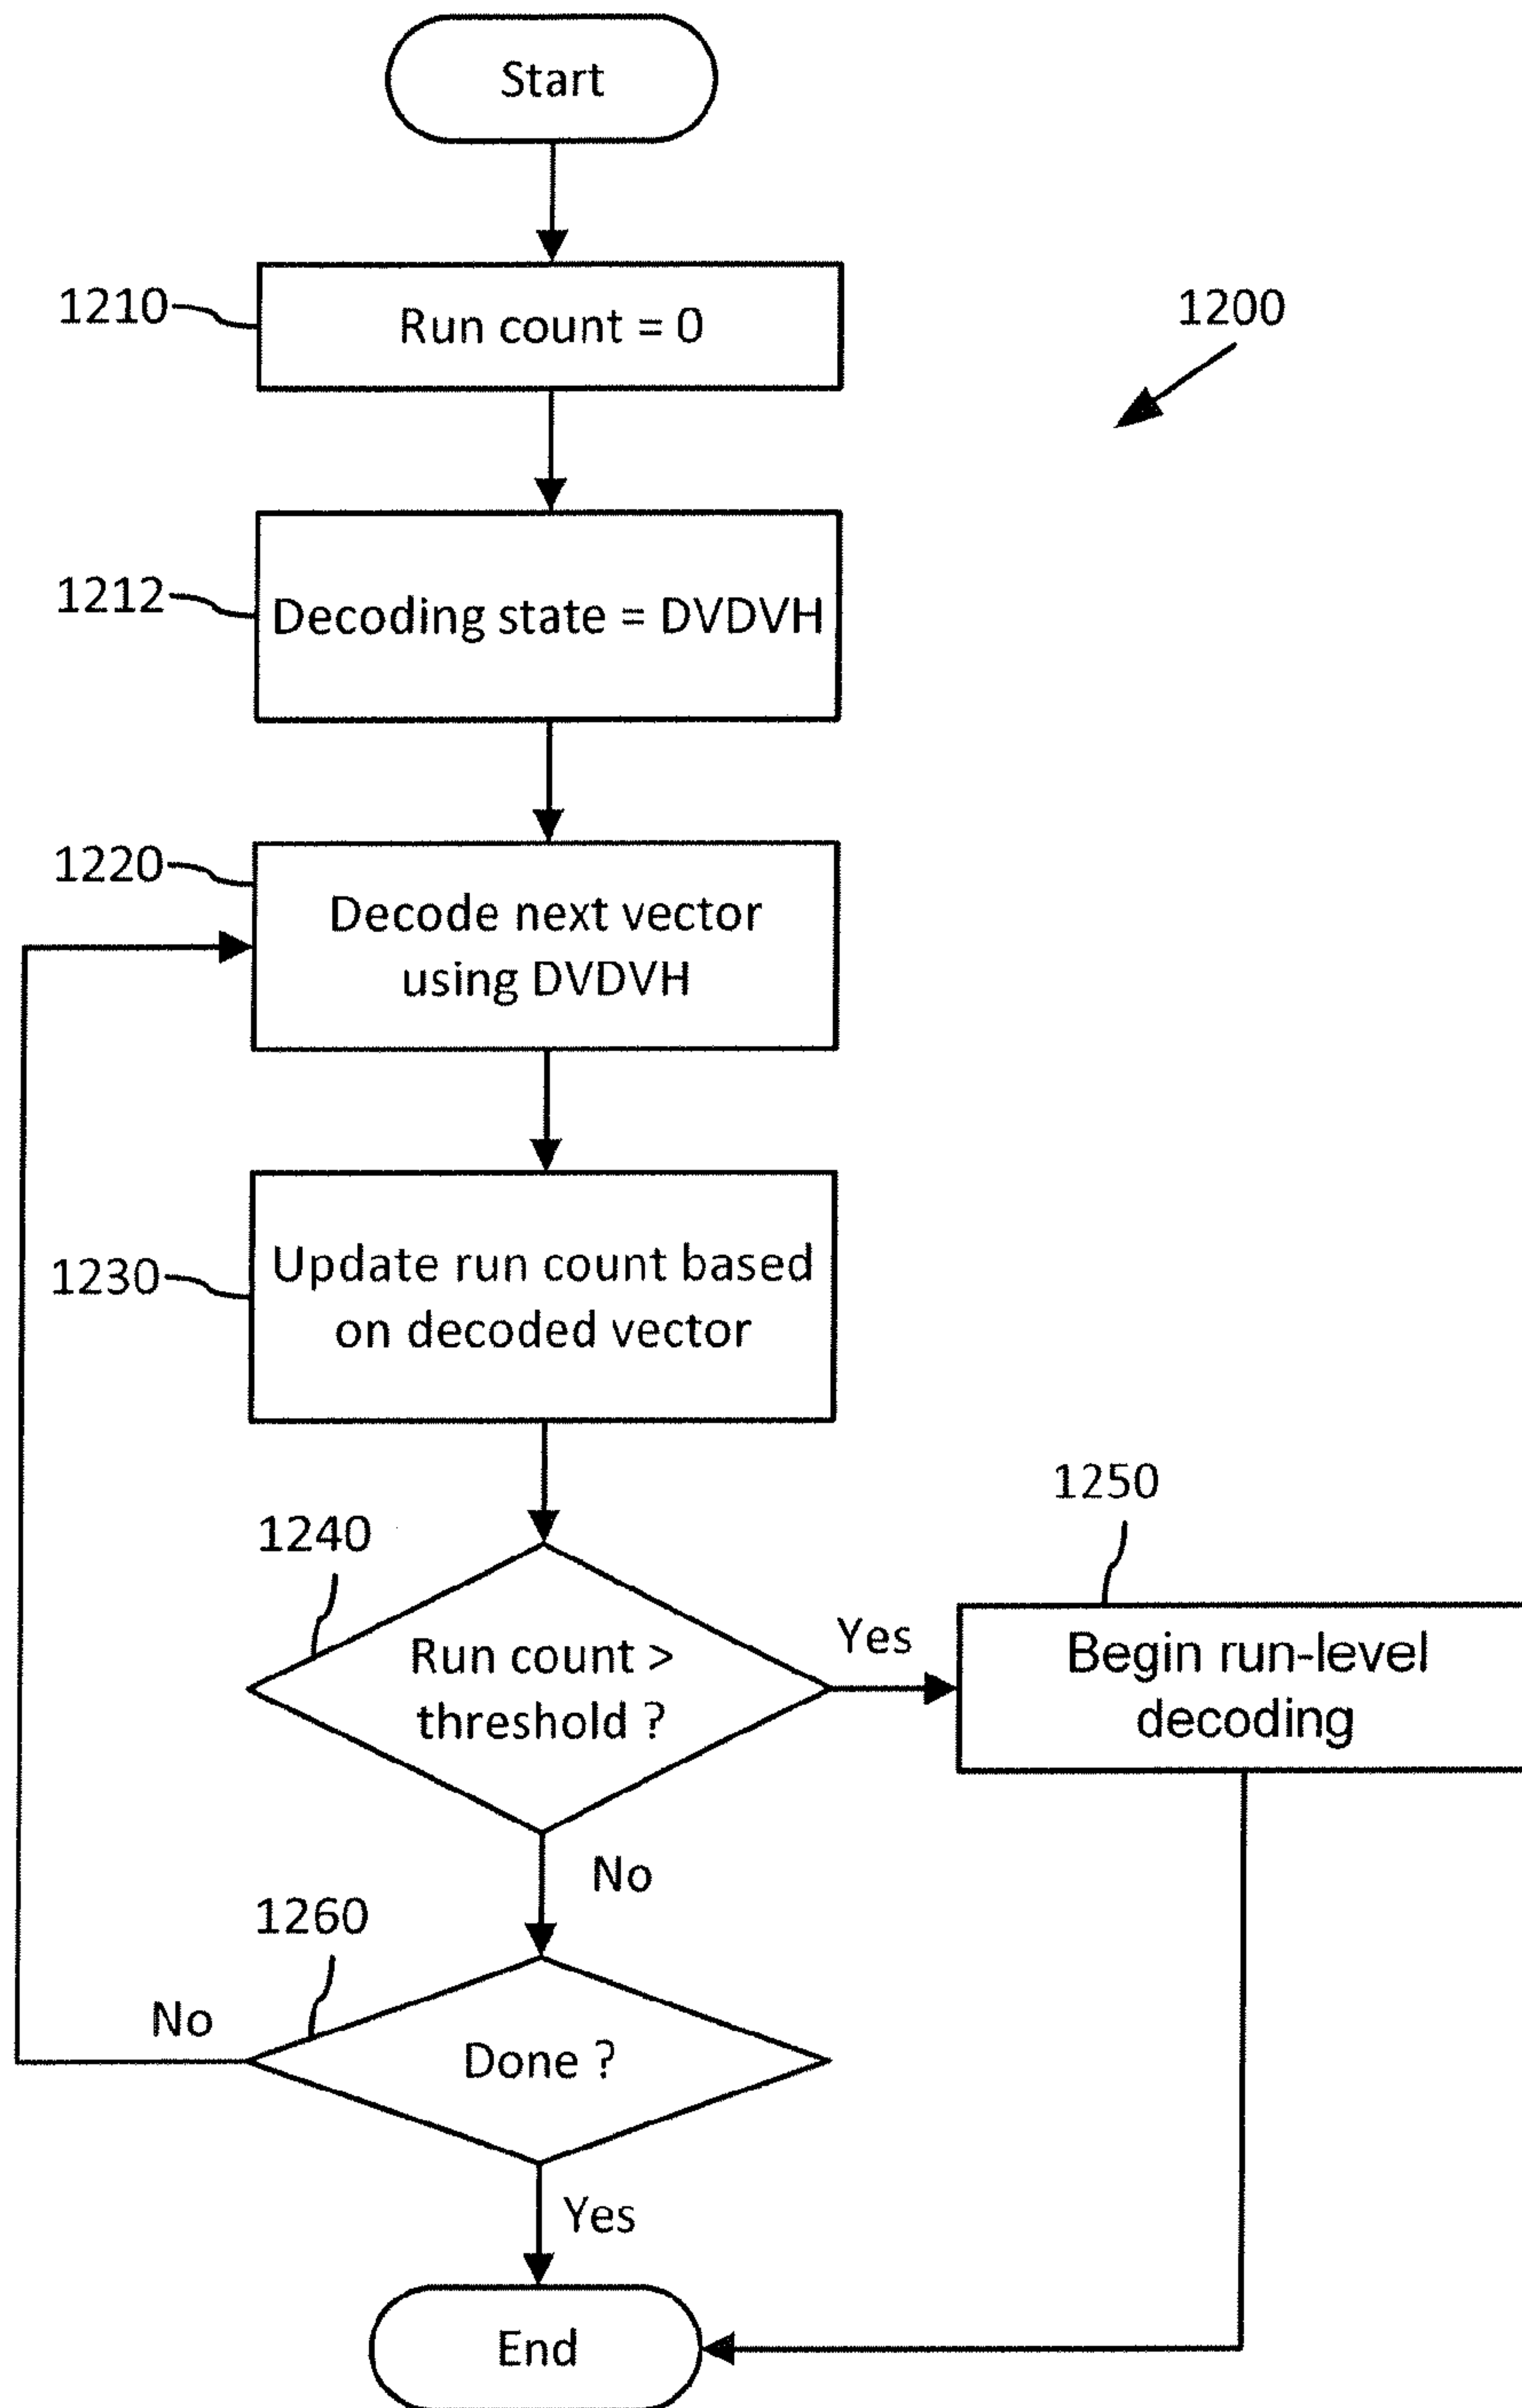 Start
1210
Run count = 0
1200
1212
Decoding state = DVDVH
1220
Decode next vector
using DVDVH
1230
Update run count based
on decoded vector
1240
Run count >
threshold ?
Yes
1250
Begin run-level
decoding
No
1260
No
Done ?
Yes
End